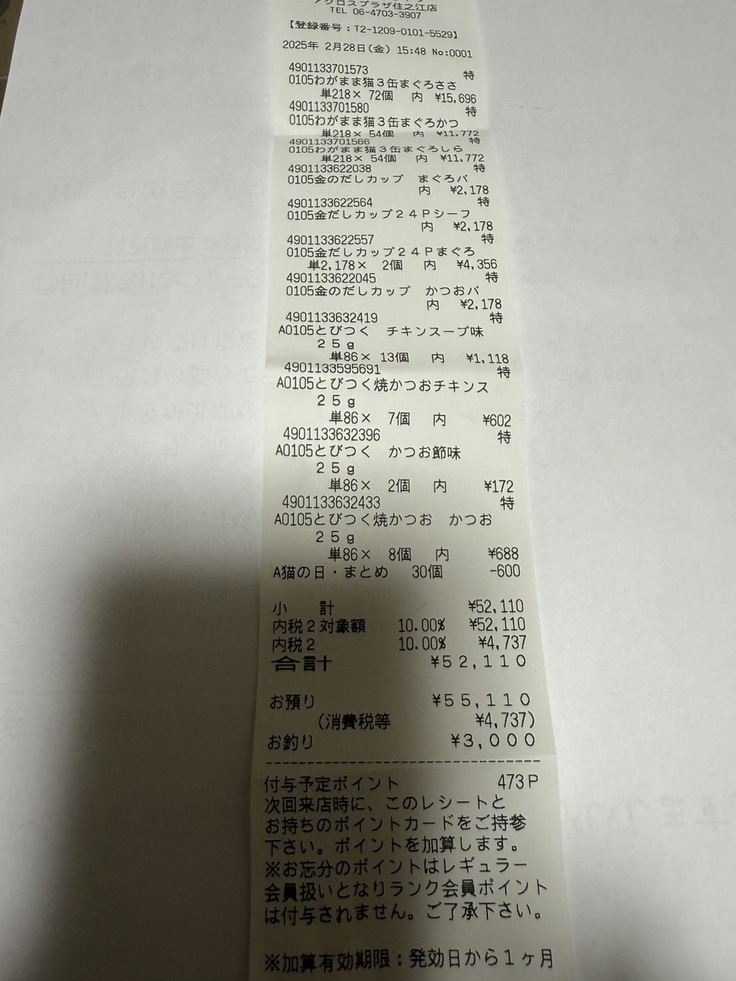 アクロスプラザ住之江店
TEL 06-4703-3907
【登録番号：T2-1209-0101-5529】
2025年 2月28日(金) 15:48 No:0001
4901133701573 特
0105わがまま猫３缶まぐろささ
単218× 72個 内 ¥15,696
4901133701580 特
0105わがまま猫３缶まぐろかつ
単218× 54個 内 ¥11,772
4901133701566 特
0105わがまま猫３缶まぐろしら
単218× 54個 内 ¥11,772
4901133622038 特
0105金のだしカップ まぐろバ
内 ¥2,178
4901133622564 特
0105金だしカップ２４Ｐシーフ
内 ¥2,178
4901133622557 特
0105金だしカップ２４Ｐまぐろ
単2,178× 2個 内 ¥4,356
4901133622045 特
0105金のだしカップ かつおバ
内 ¥2,178
4901133632419 特
A0105とびつく チキンスープ味
２５ｇ
単86× 13個 内 ¥1,118
4901133595691 特
A0105とびつく焼かつおチキンス
２５ｇ
単86× 7個 内 ¥602
4901133632396 特
A0105とびつく かつお節味
２５ｇ
単86× 2個 内 ¥172
4901133632433 特
A0105とびつく焼かつお かつお
２５ｇ
単86× 8個 内 ¥688
A猫の日・まとめ 30個 -600
小 計 ¥52,110
内税２対象額 10.00% ¥52,110
内税２ 10.00% ¥4,737
合計 ¥５２,１１０
お預り ¥５５,１１０
(消費税等 ¥4,737)
お釣り ¥３,０００
--------------------------------
付与予定ポイント 473Ｐ
次回来店時に、このレシートと
お持ちのポイントカードをご持参
下さい。ポイントを加算します。
※お忘分のポイントはレギュラー
会員扱いとなりランク会員ポイント
は付与されません。ご了承下さい。
※加算有効期限：発効日から１ヶ月